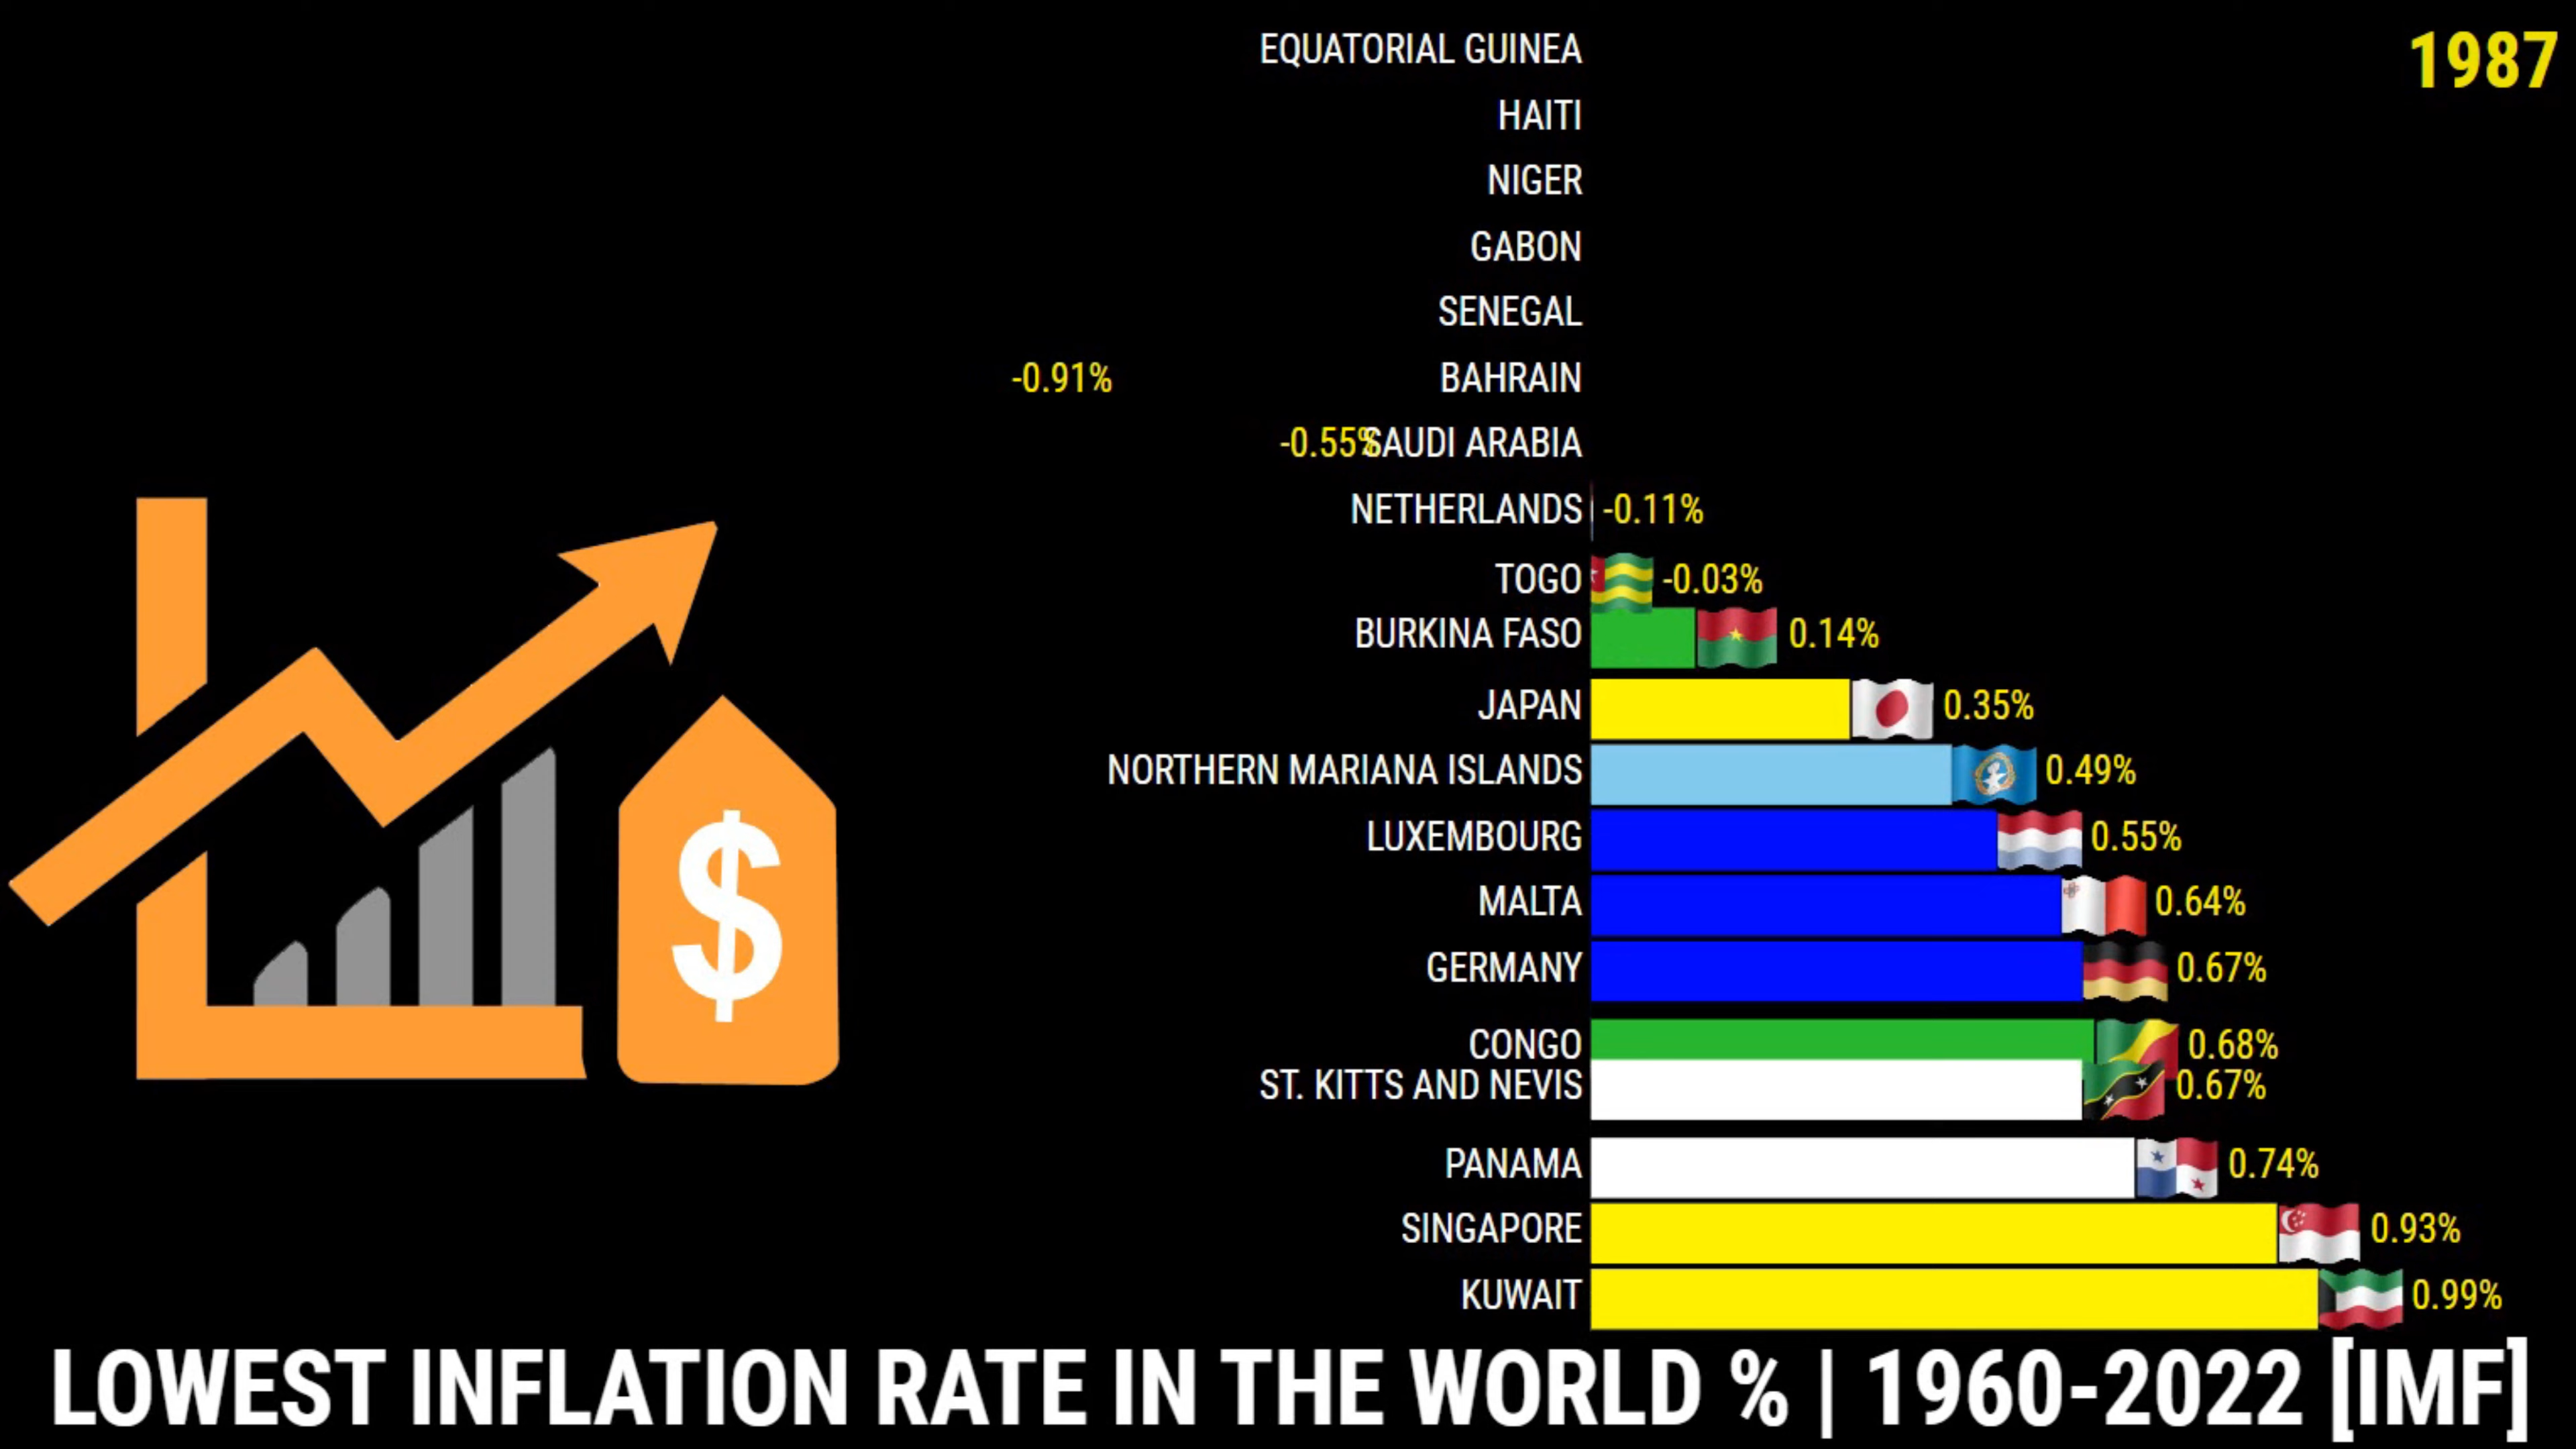 1987
EQUATORIAL GUINEA
HAITI
NIGER
GABON
SENEGAL
-0.91% BAHRAIN
-0.55% SAUDI ARABIA
NETHERLANDS -0.11%
TOGO -0.03%
BURKINA FASO 0.14%
JAPAN 0.35%
NORTHERN MARIANA ISLANDS 0.49%
LUXEMBOURG 0.55%
MALTA 0.64%
GERMANY 0.67%
CONGO 0.68%
ST. KITTS AND NEVIS 0.67%
PANAMA 0.74%
SINGAPORE 0.93%
KUWAIT 0.99%
$
LOWEST INFLATION RATE IN THE WORLD % | 1960-2022 [IMF]